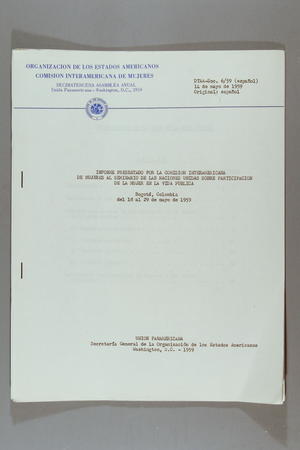 ORGANIZACION DE LOS ESTADOS AMERICANOS
COMISION INTERAMERICANA DE MUJERES
DECIMATERCERA ASAMBLEA ANUAL
Unión Panamericana - Washington, D.C., 1959
DTAA-Doc. 6/59 (español)
14 de mayo de 1959
Original: español
INFORME PRESENTADO POR LA COMISION INTERAMERICANA
DE MUJERES AL SEMINARIO DE LAS NACIONES UNIDAS SOBRE PARTICIPACION
DE LA MUJER EN LA VIDA PUBLICA
Bogotá, Colombia
del 18 al 29 de mayo de 1959
UNION PANAMERICANA
Secretaría General de la Organización de los Estados Americanos
Washington, D.C. - 1959